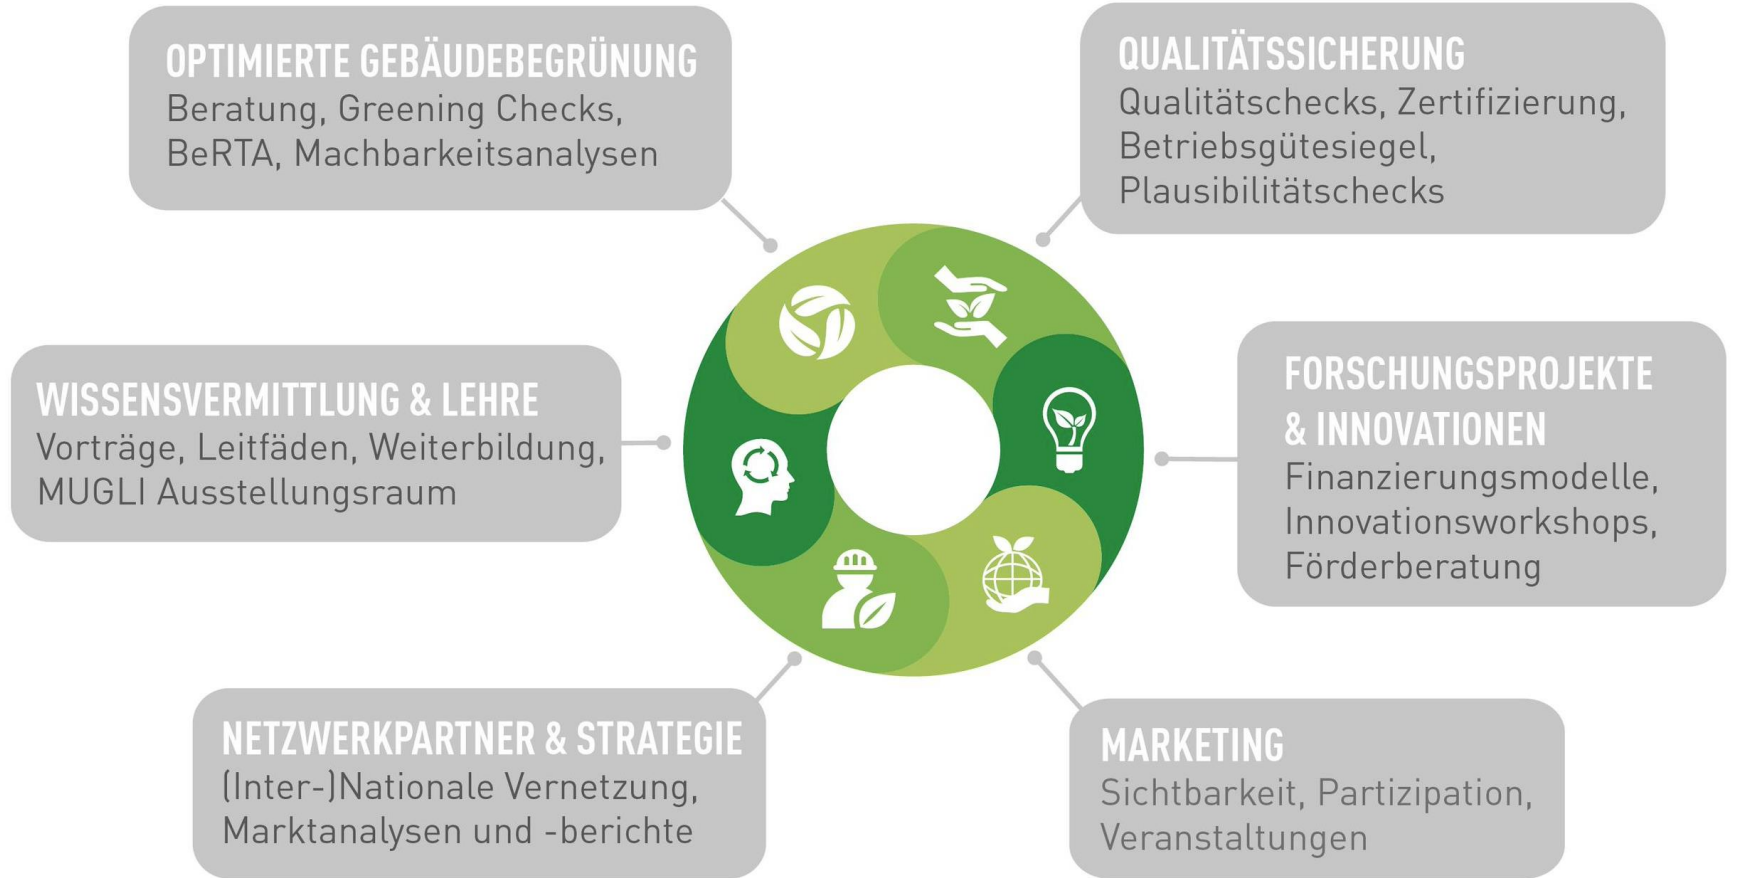 OPTIMIERTE GEBÄUDEBEGRÜNUNG
Beratung, Greening Checks,
BeRTA, Machbarkeitsanalysen
QUALITÄTSSICHERUNG
Qualitätschecks, Zertifizierung,
Betriebsgütesiegel,
Plausibilitätschecks
WISSENSVERMITTLUNG & LEHRE
Vorträge, Leitfäden, Weiterbildung,
MUGLI Ausstellungsraum
FORSCHUNGSPROJEKTE
& INNOVATIONEN
Finanzierungsmodelle,
Innovationsworkshops,
Förderberatung
NETZWERKPARTNER & STRATEGIE
(Inter-)Nationale Vernetzung,
Marktanalysen und -berichte
MARKETING
Sichtbarkeit, Partizipation,
Veranstaltungen